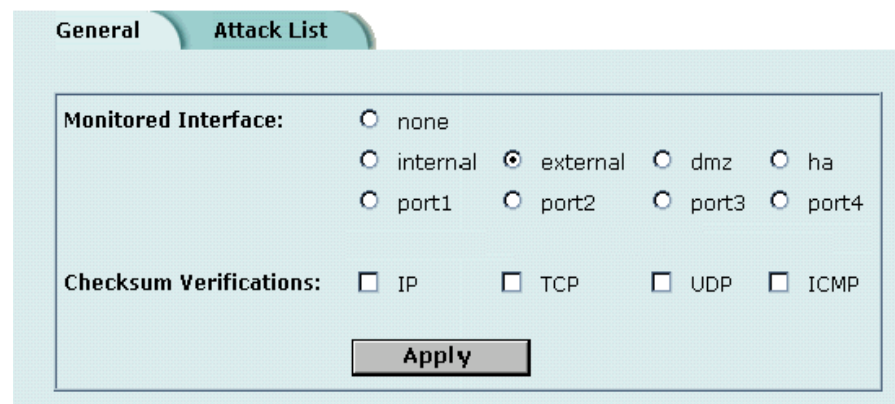 General Attack List
Monitored Interface: none
internal external dmz ha
port1 port2 port3 port4
Checksum Verifications: IP TCP UDP ICMP
Apply